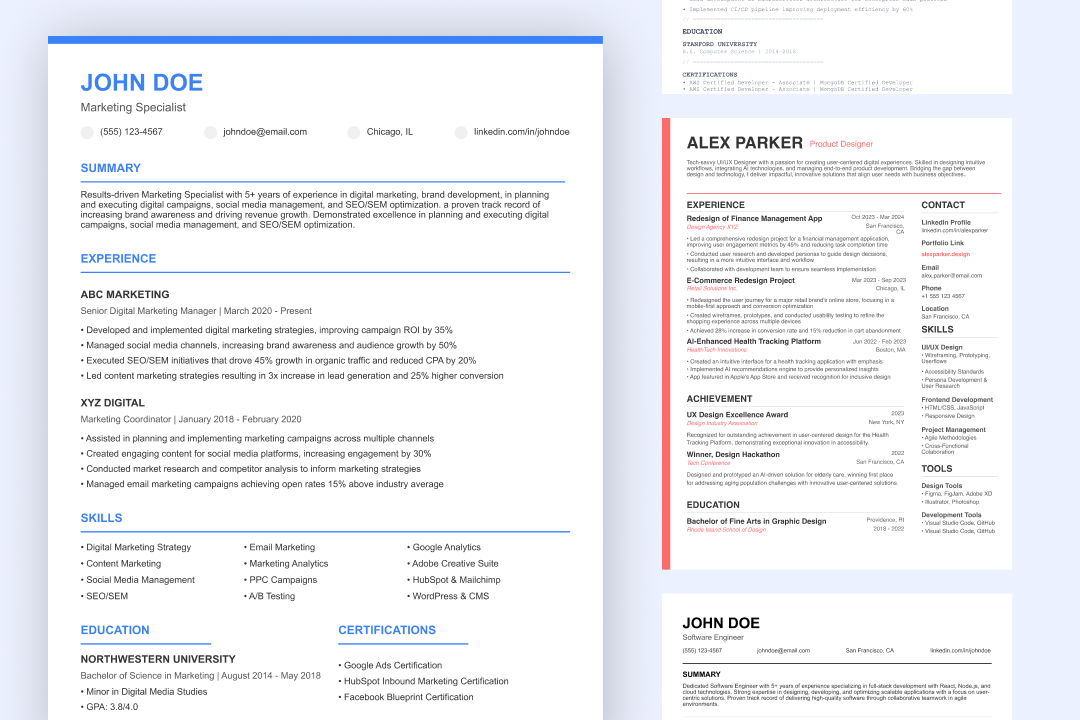 JOHN DOE
Marketing Specialist
(555) 123-4567
johndoe@email.com
Chicago, IL
linkedin.com/in/johndoe
SUMMARY
Results-driven Marketing Specialist with 5+ years of experience in digital marketing, brand development, in planning
and executing digital campaigns, social media management, and SEO/SEM optimization. a proven track record of
increasing brand awareness and driving revenue growth. Demonstrated excellence in planning and executing digital
campaigns, social media management, and SEO/SEM optimization.
EXPERIENCE
ABC MARKETING
Senior Digital Marketing Manager | March 2020 - Present
• Developed and implemented digital marketing strategies, improving campaign ROI by 35%
• Managed social media channels, increasing brand awareness and audience growth by 50%
• Executed SEO/SEM initiatives that drove 45% growth in organic traffic and reduced CPA by 20%
• Led content marketing strategies resulting in 3x increase in lead generation and 25% higher conversion
XYZ DIGITAL
Marketing Coordinator | January 2018 - February 2020
• Assisted in planning and implementing marketing campaigns across multiple channels
• Created engaging content for social media platforms, increasing engagement by 30%
• Conducted market research and competitor analysis to inform marketing strategies
• Managed email marketing campaigns achieving open rates 15% above industry average
SKILLS
• Digital Marketing Strategy
• Content Marketing
• Social Media Management
• SEO/SEM
• Email Marketing
• Marketing Analytics
• PPC Campaigns
• A/B Testing
• Google Analytics
• Adobe Creative Suite
• HubSpot & Mailchimp
• WordPress & CMS
EDUCATION
NORTHWESTERN UNIVERSITY
Bachelor of Science in Marketing | August 2014 - May 2018
• Minor in Digital Media Studies
• GPA: 3.8/4.0
CERTIFICATIONS
• Google Ads Certification
• HubSpot Inbound Marketing Certification
• Facebook Blueprint Certification
• Implemented CI/CD pipeline improving deployment efficiency by 60%
EDUCATION
STANFORD UNIVERSITY
B.S. Computer Science | 2014-2018
CERTIFICATIONS
• AWS Certified Developer - Associate | MongoDB Certified Developer
• AWS Certified Developer - Associate | MongoDB Certified Developer
ALEX PARKER Product Designer
Tech-savvy UI/UX Designer with a passion for creating user-centered digital experiences. Skilled in designing intuitive
workflows, integrating AI technologies, and managing end-to-end product development. Bridging the gap between
design and technology, I deliver impactful, innovative solutions that align user needs with business objectives..
EXPERIENCE
Redesign of Finance Management App
Oct 2023 - Mar 2024
Design Agency XYZ
San Francisco,
CA
• Led a comprehensive redesign project for a financial management application,
improving user engagement metrics by 45% and reducing task completion time
• Conducted user research and developed personas to guide design decisions,
resulting in a more intuitive interface and workflow
• Collaborated with development team to ensure seamless implementation
E-Commerce Redesign Project
Mar 2023 - Sep 2023
Retail Solutions Inc.
Chicago, IL
• Redesigned the user journey for a major retail brand's online store, focusing in a
mobile-first approach and conversion optimization
• Created wireframes, prototypes, and conducted usability testing to refine the
shopping experience across multiple devices
• Achieved 28% increase in conversion rate and 15% reduction in cart abandonment
AI-Enhanced Health Tracking Platform
Jun 2022 - Feb 2023
HealthTech Innovations
Boston, MA
• Created an intuitive interface for a health tracking application with emphasis.
• Implemented AI recommendations engine to provide personalized insights
• App featured in Apple's App Store and received recognition for inclusive design
ACHIEVEMENT
UX Design Excellence Award
2023
Design Industry Association
New York, NY
Recognized for outstanding achievement in user-centered design for the Health
Tracking Platform, demonstrating exceptional innovation in accessibility.
Winner, Design Hackathon
2022
Tech Conference
San Francisco, CA
Designed and prototyped an AI-driven solution for elderly care, winning first place
for addressing aging population challenges with innovative user-centered solutions.
EDUCATION
Bachelor of Fine Arts in Graphic Design
Providence, RI
Rhode Island School of Design
2018 - 2022
CONTACT
LinkedIn Profile
linkedin.com/in/alexparker
Portfolio Link
alexparker.design
Email
alex.parker@email.com
Phone
+1 555 123 4567
Location
San Francisco, CA
SKILLS
UI/UX Design
• Wireframing, Prototyping,
Userflows
• Accessibility Standards
• Persona Development &
User Research
Frontend Development
• HTML/CSS, JavaScript
• Responsive Design
Project Management
• Agile Methodologies
• Cross-Functional
Colaboration
TOOLS
Design Tools
• Figma, FigJam, Adobe XD
• Illustrator. Photoshop
Development Tools
• Visual Studio Code, GitHub
• Visual Studio Code, GitHub
JOHN DOE
Software Engineer
(555) 123-4567
johndoe@email.com
San Francisco, CA
linkedin.com/in/johndoe
SUMMARY
Dedicated Software Engineer with 5+ years of experience specializing in full-stack development with React, Node.js, and
cloud technologies. Strong expertise in designing, developing, and optimizing scalable applications with a focus on user-
centric solutions. Proven track record of delivering high-quality software through collaborative teamwork in agile
environments.